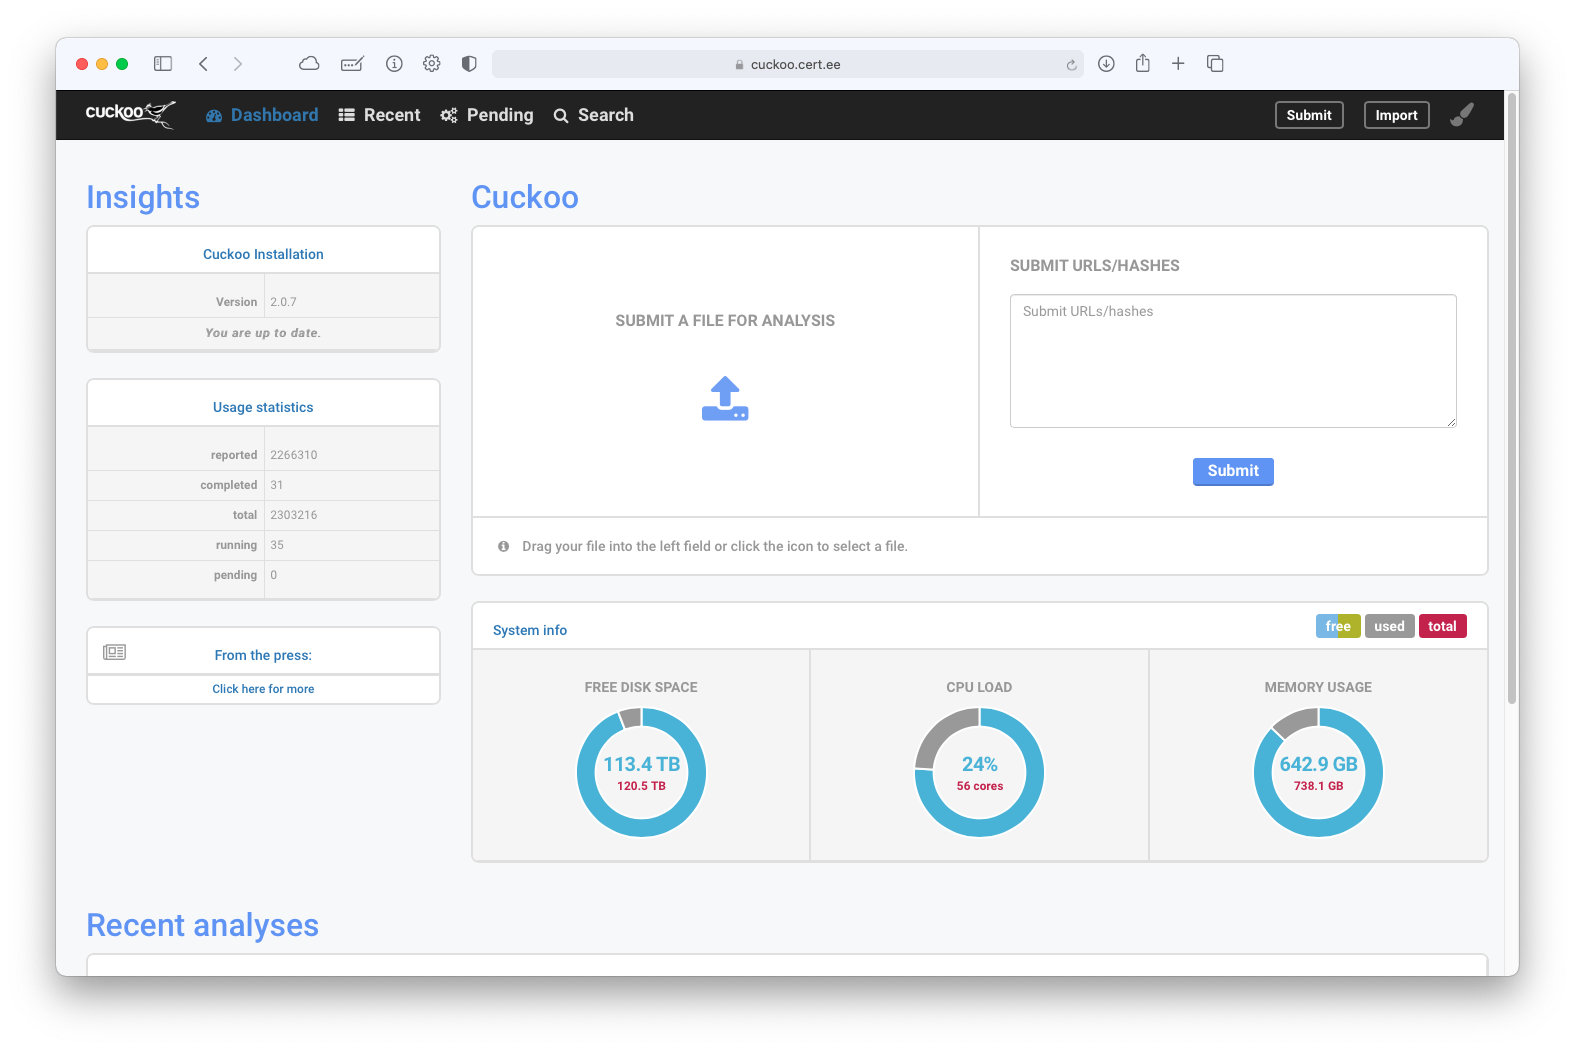 cuckoo.cert.ee
cuckoo Dashboard Recent Pending Search Submit Import
Insights
Cuckoo Installation
Version 2.0.7
You are up to date.
Usage statistics
reported 2266310
completed 31
total 2303216
running 35
pending 0
From the press:
Click here for more
Cuckoo
SUBMIT A FILE FOR ANALYSIS
SUBMIT URLS/HASHES
Submit URLs/hashes
Submit
Drag your file into the left field or click the icon to select a file.
System info free used total
FREE DISK SPACE
113.4 TB
120.5 TB
CPU LOAD
24%
56 cores
MEMORY USAGE
642.9 GB
738.1 GB
Recent analyses